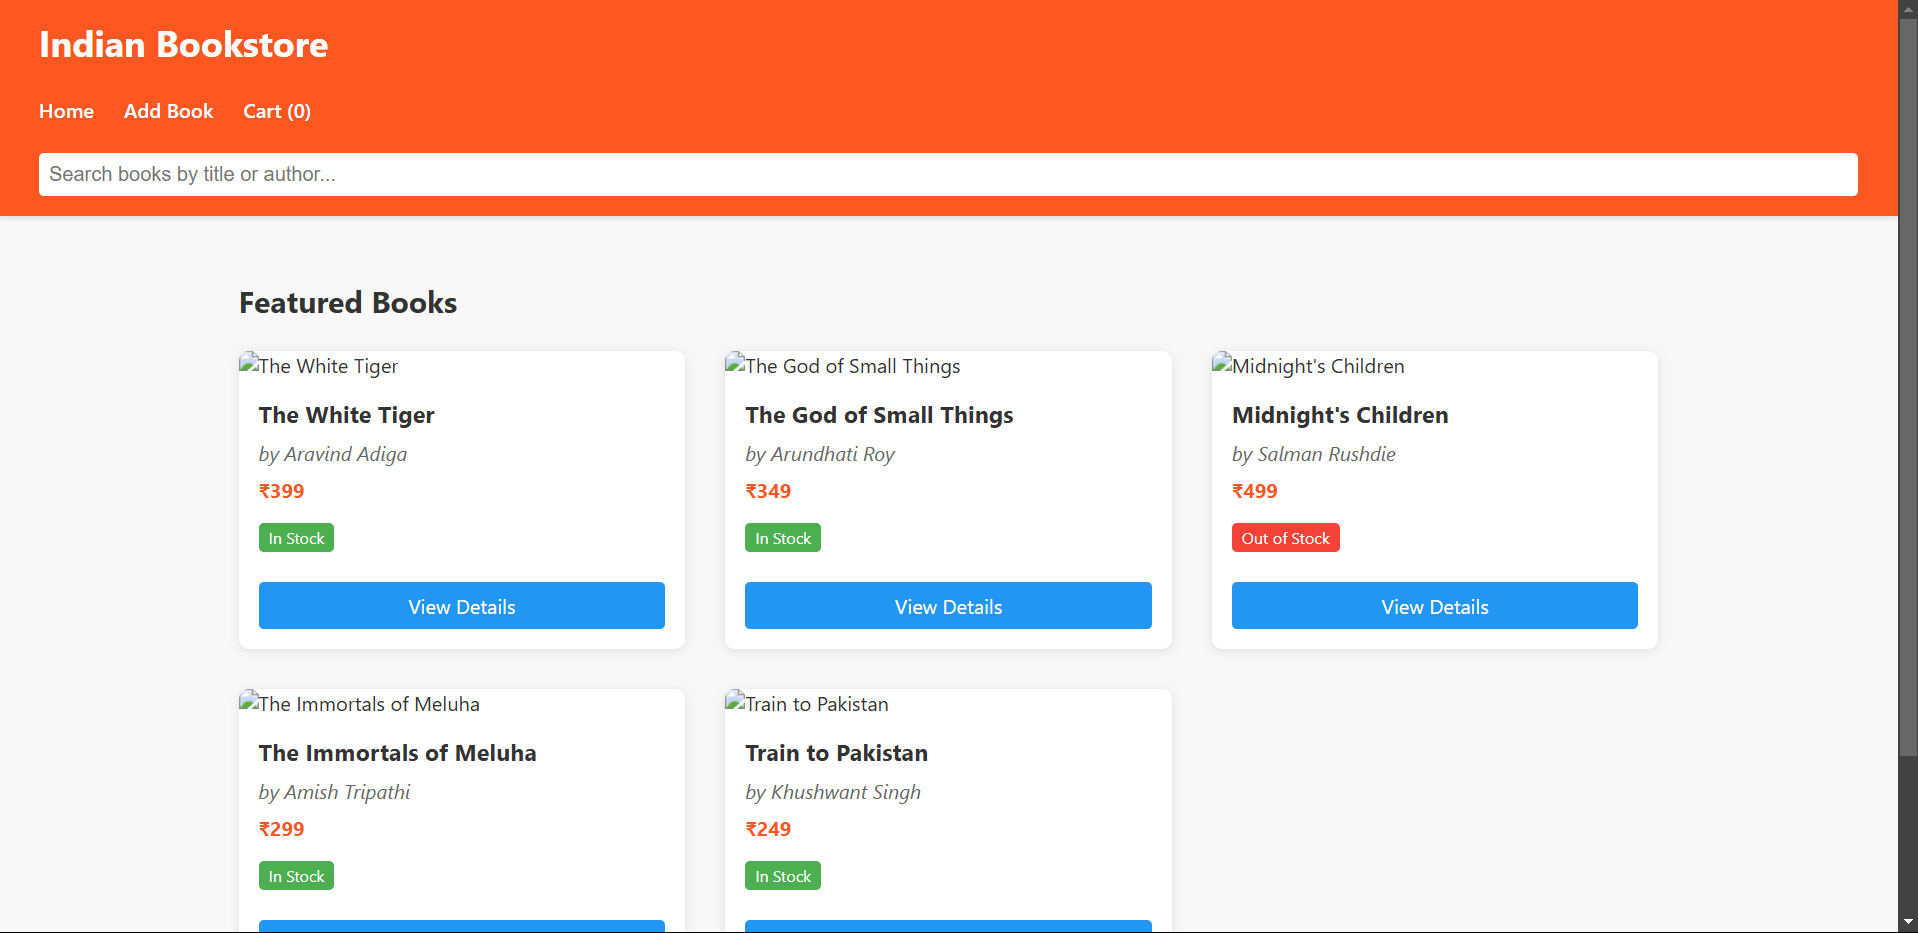 Indian Bookstore
Home Add Book Cart (0)
Search books by title or author...
Featured Books
The White Tiger
The White Tiger
by Aravind Adiga
₹399
In Stock
View Details
The God of Small Things
The God of Small Things
by Arundhati Roy
₹349
In Stock
View Details
Midnight's Children
Midnight's Children
by Salman Rushdie
₹499
Out of Stock
View Details
The Immortals of Meluha
The Immortals of Meluha
by Amish Tripathi
₹299
In Stock
Train to Pakistan
Train to Pakistan
by Khushwant Singh
₹249
In Stock